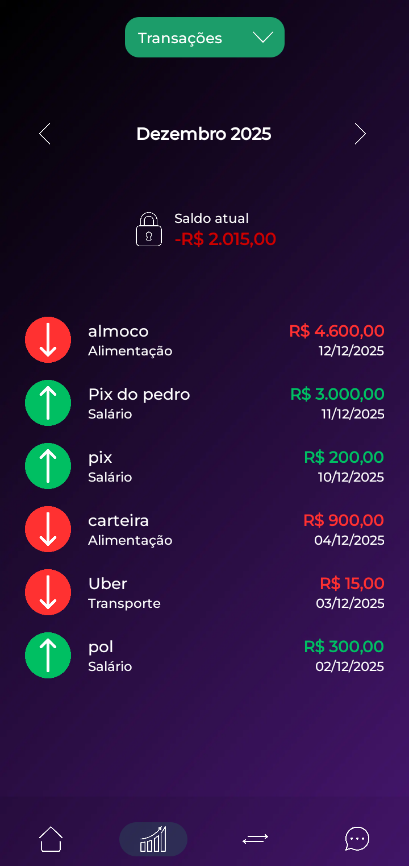 Transações
Dezembro 2025
Saldo atual
-R$ 2.015,00
almoco R$ 4.600,00
Alimentação 12/12/2025
Pix do pedro R$ 3.000,00
Salário 11/12/2025
pix R$ 200,00
Salário 10/12/2025
carteira R$ 900,00
Alimentação 04/12/2025
Uber R$ 15,00
Transporte 03/12/2025
pol R$ 300,00
Salário 02/12/2025